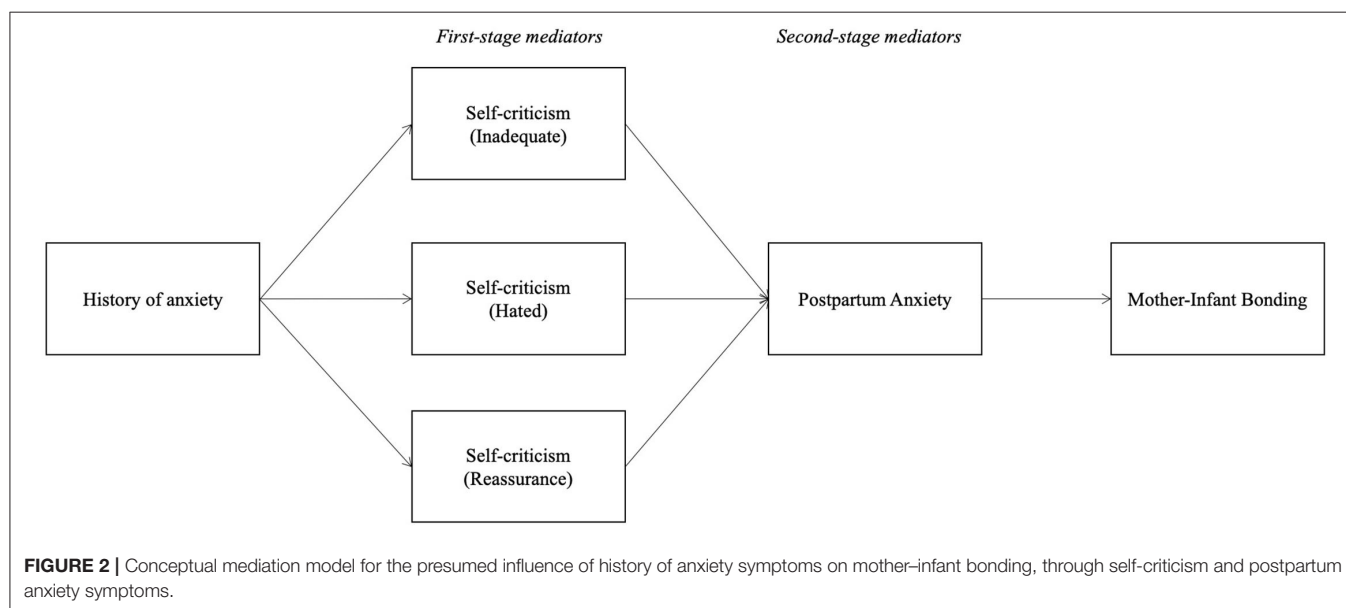 First-stage mediators
Second-stage mediators
Self-criticism
(Inadequate)
History of anxiety
Self-criticism
(Hated)
Postpartum Anxiety
Mother-Infant Bonding
Self-criticism
(Reassurance)
FIGURE 2 | Conceptual mediation model for the presumed influence of history of anxiety symptoms on mother–infant bonding, through self-criticism and postpartum
anxiety symptoms.